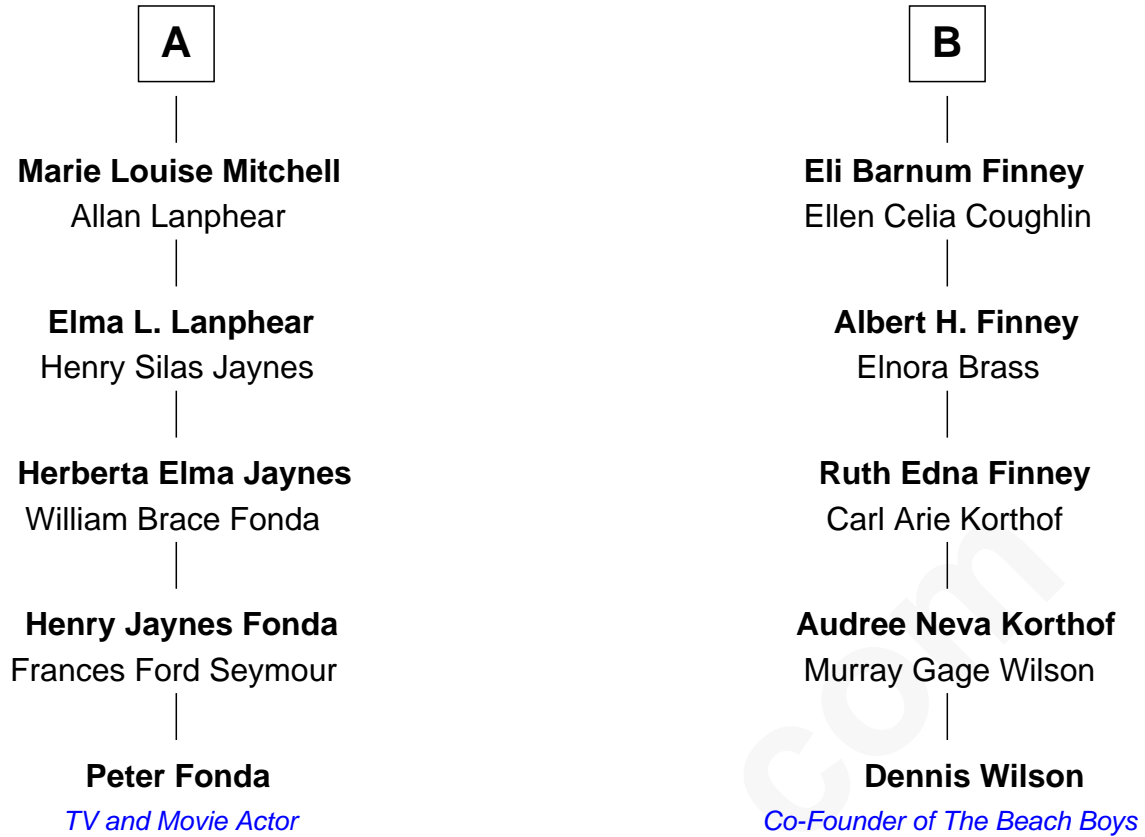 A
Marie Louise Mitchell
Allan Lanphear
Elma L. Lanphear
Henry Silas Jaynes
Herberta Elma Jaynes
William Brace Fonda
Henry Jaynes Fonda
Frances Ford Seymour
Peter Fonda
TV and Movie Actor
B
Eli Barnum Finney
Ellen Celia Coughlin
Albert H. Finney
Elnora Brass
Ruth Edna Finney
Carl Arie Korthof
Audree Neva Korthof
Murray Gage Wilson
Dennis Wilson
Co-Founder of The Beach Boys
com